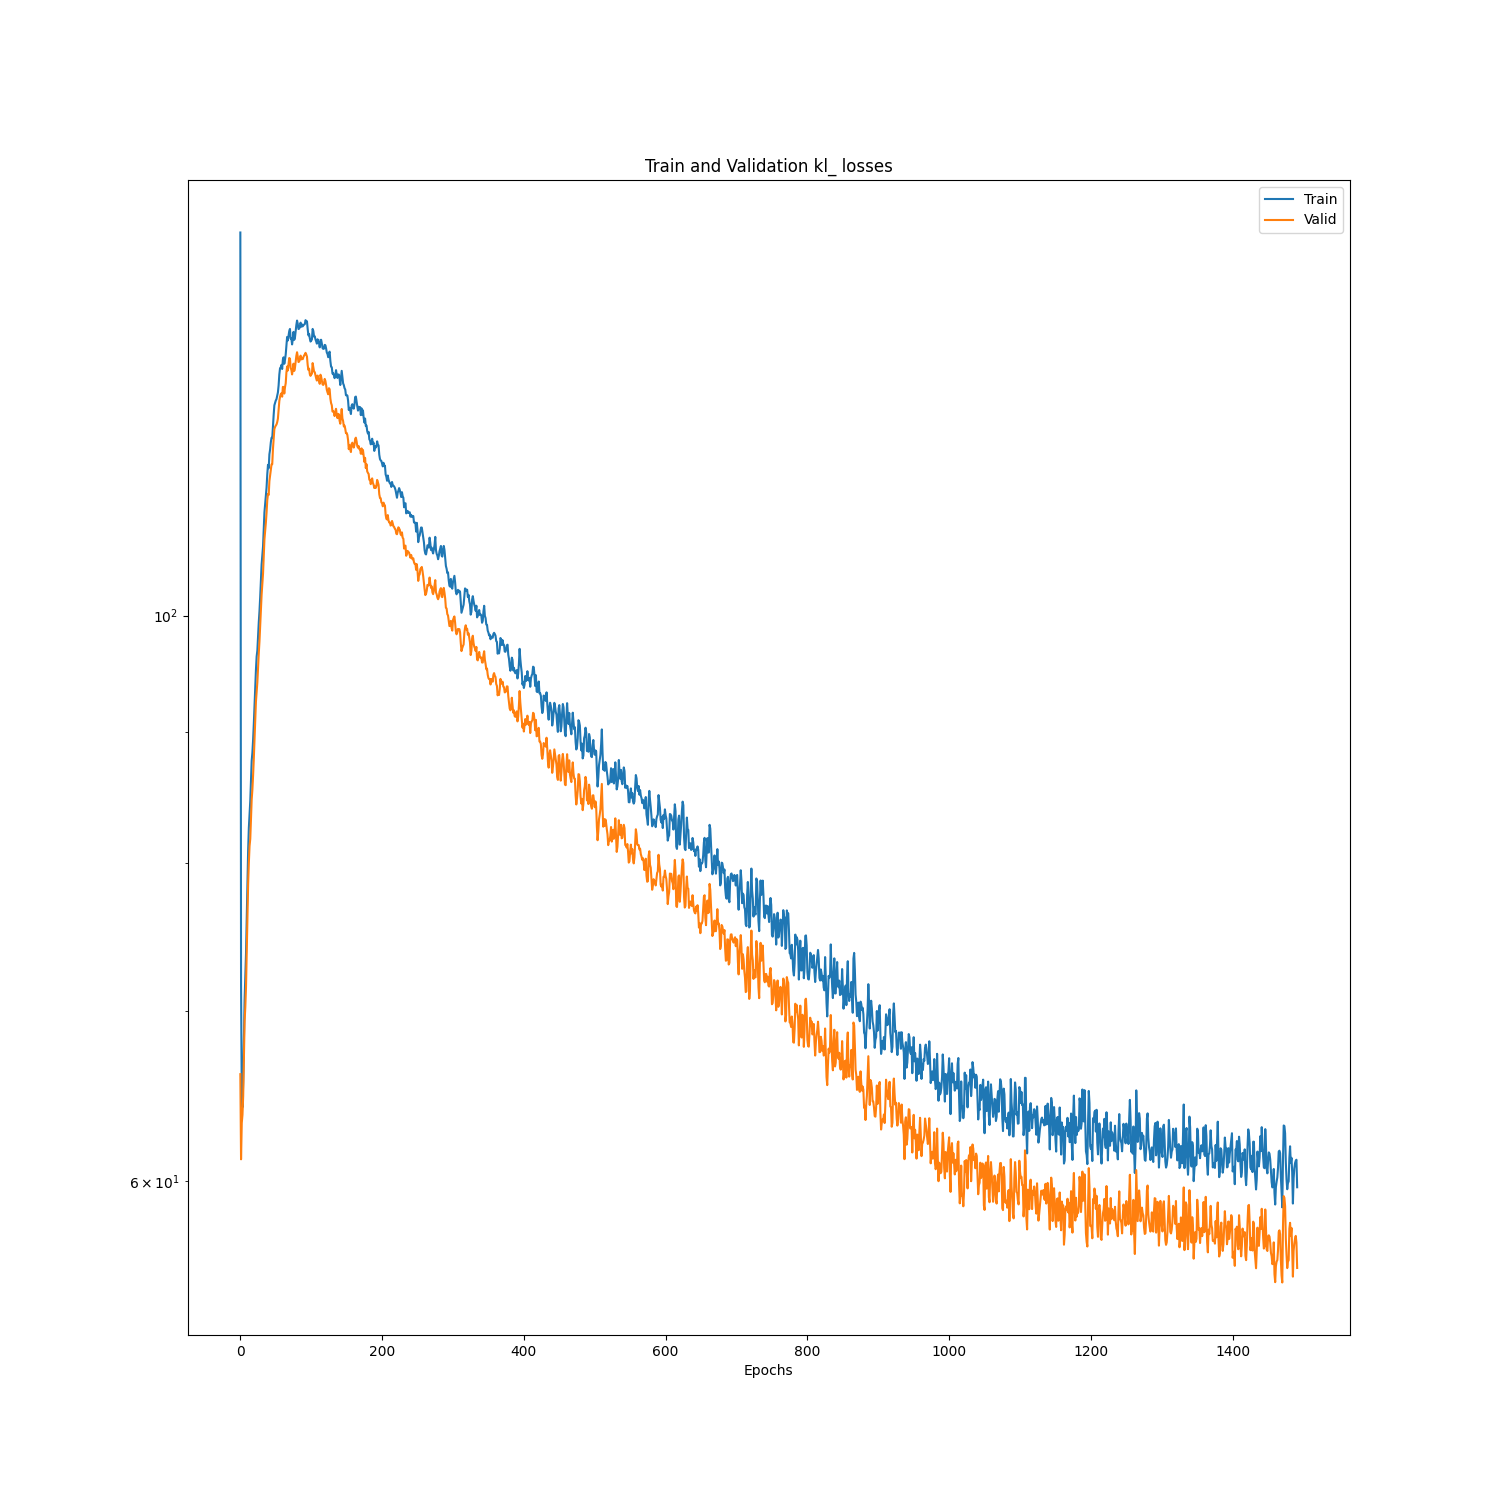 Train and Validation kl_ losses
Train
Valid
10²
6 × 10¹
0 200 400 600 800 1000 1200 1400
Epochs